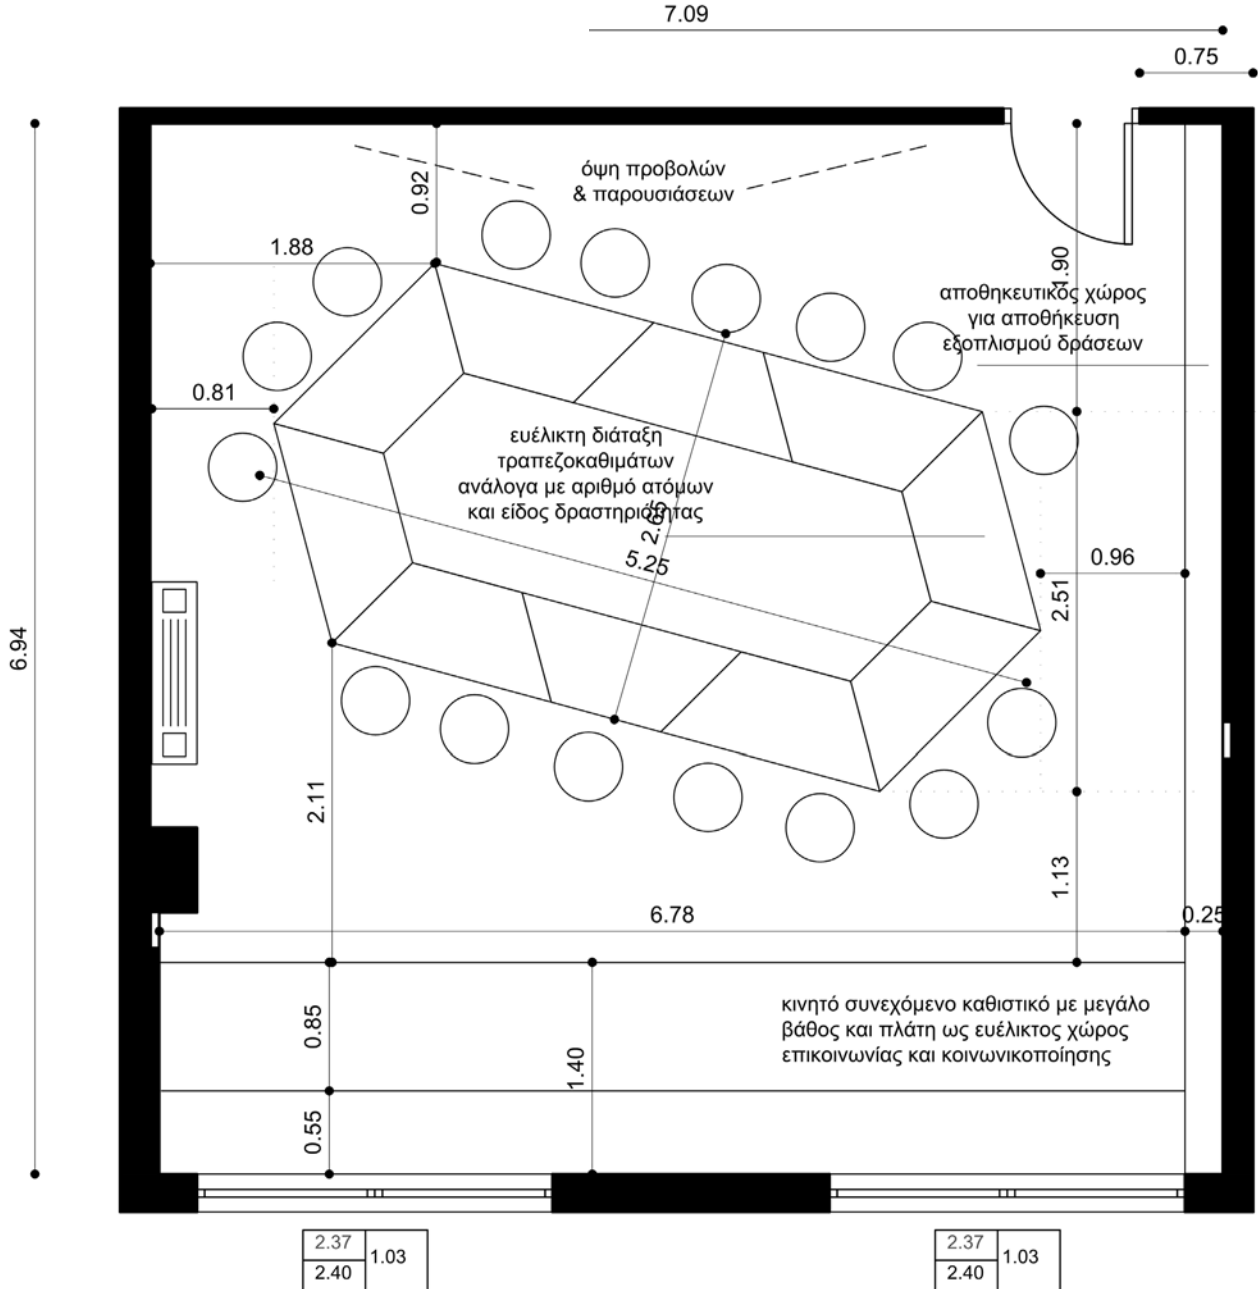 7.09
0.75
όψη προβολών
& παρουσιάσεων
0.92
1.88
1.90
αποθηκευτικός χώρος
για αποθήκευση
εξοπλισμού δράσεων
0.81
ευέλικτη διάταξη
τραπεζοκαθιμάτων
ανάλογα με αριθμό ατόμων
και είδος δραστηριότητας
2.65
5.25
0.96
2.51
6.94
2.11
1.13
6.78
0.25
κινητό συνεχόμενο καθιστικό με μεγάλο
βάθος και πλάτη ως ευέλικτος χώρος
επικοινωνίας και κοινωνικοποίησης
0.85
1.40
0.55
2.37
1.03
2.40
2.37
1.03
2.40